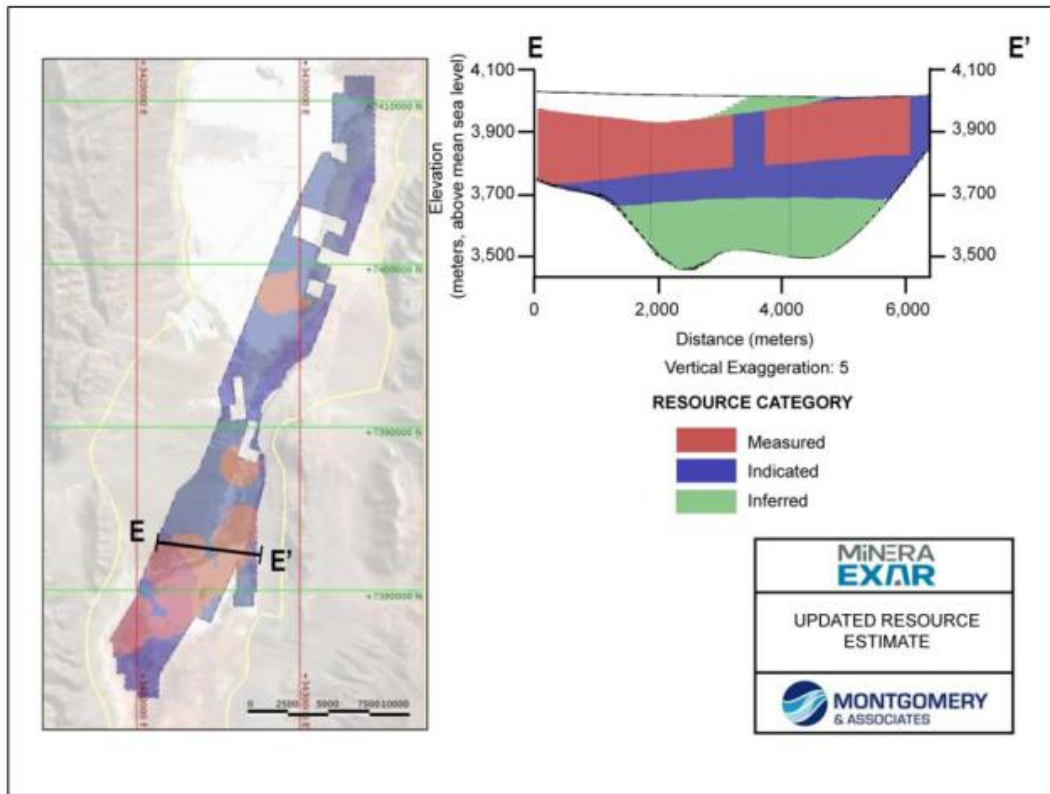 +3420000 E
+3430000 E
+7410000 N
+7400000 N
+7390000 N
+7380000 N
E
E'
0 2500 5000 7500 10000
E
E'
Elevation
(meters, above mean sea level)
4,100
3,900
3,700
3,500
4,100
3,900
3,700
3,500
0
2,000
4,000
6,000
Distance (meters)
Vertical Exaggeration: 5
RESOURCE CATEGORY
Measured
Indicated
Inferred
MINERA
EXAR
UPDATED RESOURCE
ESTIMATE
MONTGOMERY
& ASSOCIATES